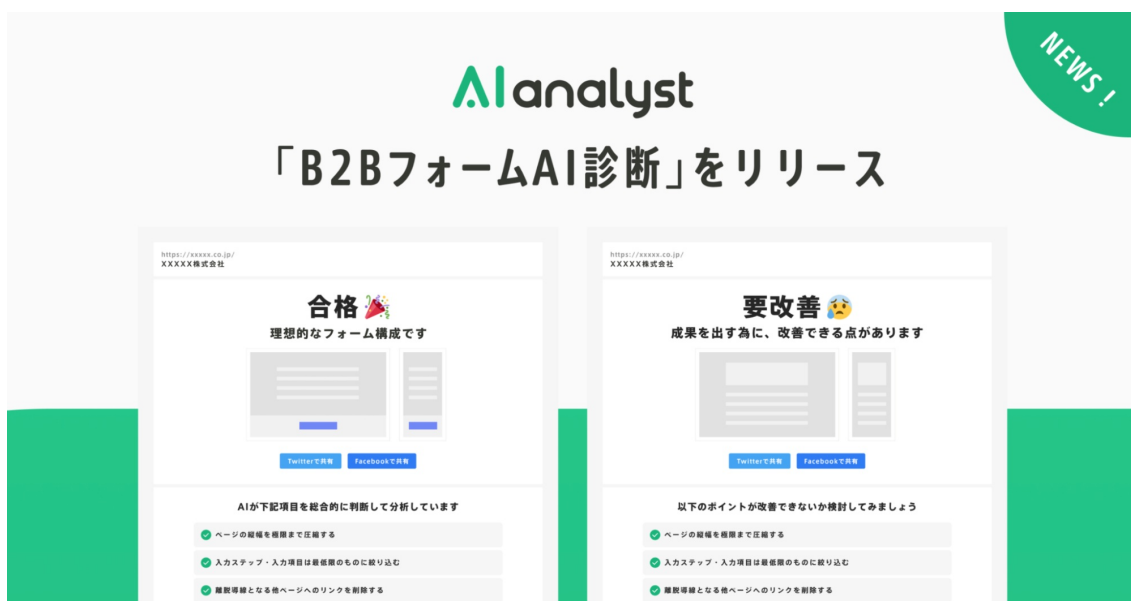 NEWS!
AI analyst
「B2BフォームAI診断」をリリース
https://xxxxx.co.jp/
XXXXX株式会社
合格
理想的なフォーム構成です
Twitterで共有 Facebookで共有
AIが下記項目を総合的に判断して分析しています
ページの縦幅を極限まで圧縮する
入力ステップ・入力項目は最低限のものに絞り込む
離脱導線となる他ページへのリンクを削除する
https://xxxxx.co.jp/
XXXXX株式会社
要改善
成果を出す為に、改善できる点があります
Twitterで共有 Facebookで共有
以下のポイントが改善できないか検討してみましょう
ページの縦幅を極限まで圧縮する
入力ステップ・入力項目は最低限のものに絞り込む
離脱導線となる他ページへのリンクを削除する